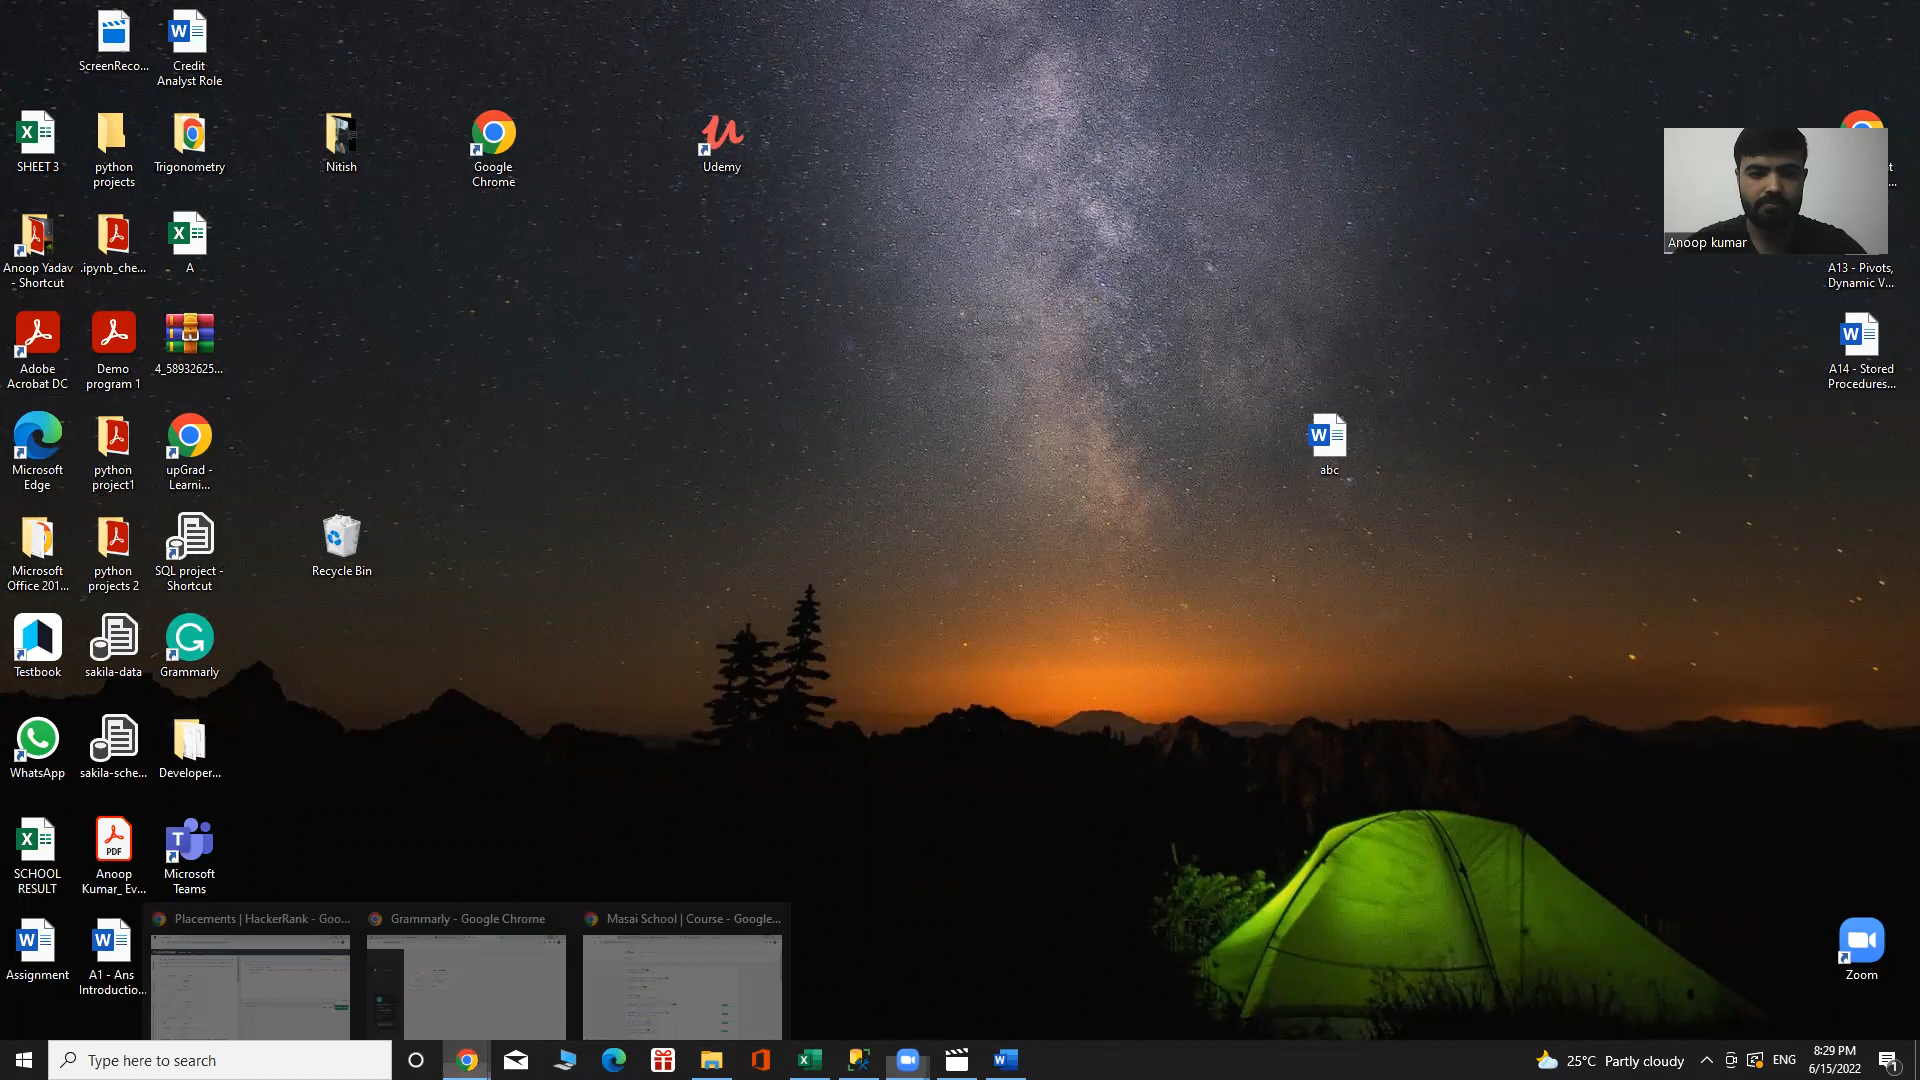 ScreenReco...
Credit
Analyst Role
SHEET 3
python
projects
Trigonometry
Nitish
Google
Chrome
Udemy
Anoop kumar
Anoop Yadav
- Shortcut
.ipynb_che...
A
A13 - Pivots,
Dynamic V...
Adobe
Acrobat DC
Demo
program 1
4_58932625...
A14 - Stored
Procedures...
Microsoft
Edge
python
project1
upGrad -
Learni...
abc
Microsoft
Office 201...
python
projects 2
SQL project -
Shortcut
Recycle Bin
Testbook
sakila-data
Grammarly
WhatsApp
sakila-sche...
Developer...
SCHOOL
RESULT
PDF
Anoop
Kumar_ Ev...
Microsoft
Teams
Placements | HackerRank - Goo...
Grammarly - Google Chrome
Masai School | Course - Google...
Assignment
A1 - Ans
Introductio...
Zoom
Type here to search
25°C Partly cloudy
ENG
8:29 PM
6/15/2022
1